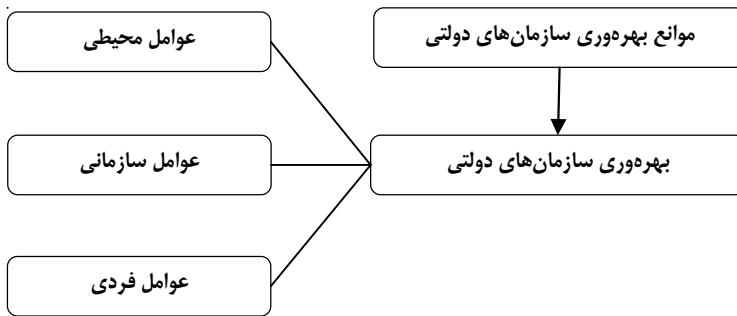 موانع بهره‌وری سازمان‌های دولتی
عوامل محیطی
بهره‌وری سازمان‌های دولتی
عوامل سازمانی
عوامل فردی